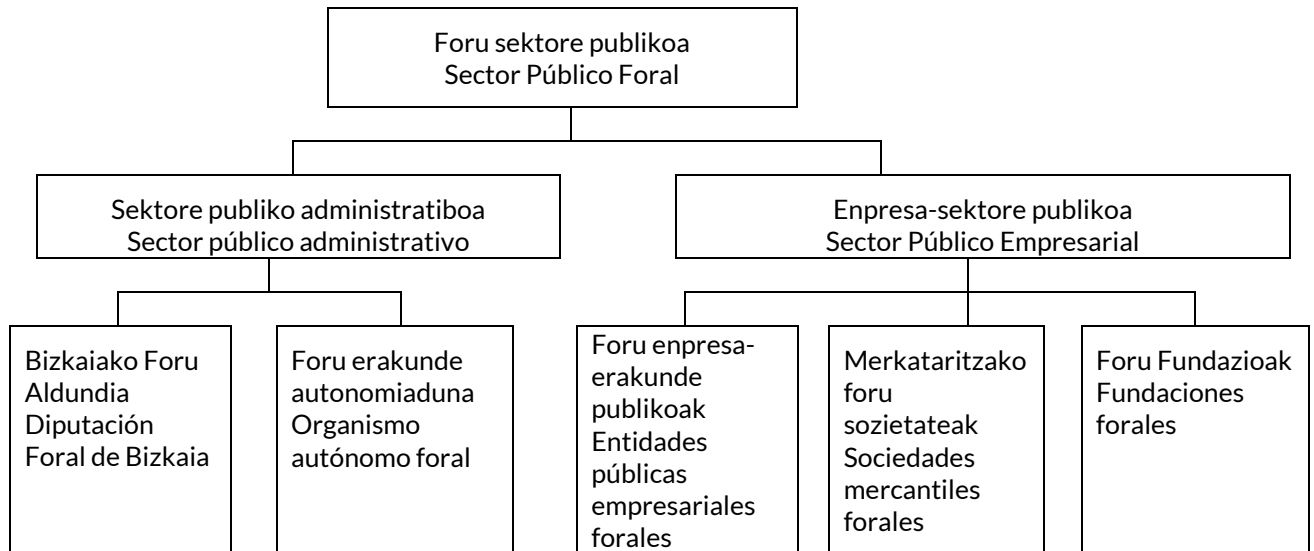 Foru sektore publikoa
Sector Público Foral
Sektore publiko administratiboa
Sector público administrativo
Enpresa-sektore publikoa
Sector Público Empresarial
Bizkaiako Foru
Aldundia
Diputación
Foral de Bizkaia
Foru erakunde
autonomiaduna
Organismo
autónomo foral
Foru enpresa-
erakunde
publikoak
Entidades
públicas
empresariales
forales
Merkataritzako
foru
sozietateak
Sociedades
mercantiles
forales
Foru Fundazioak
Fundaciones
forales